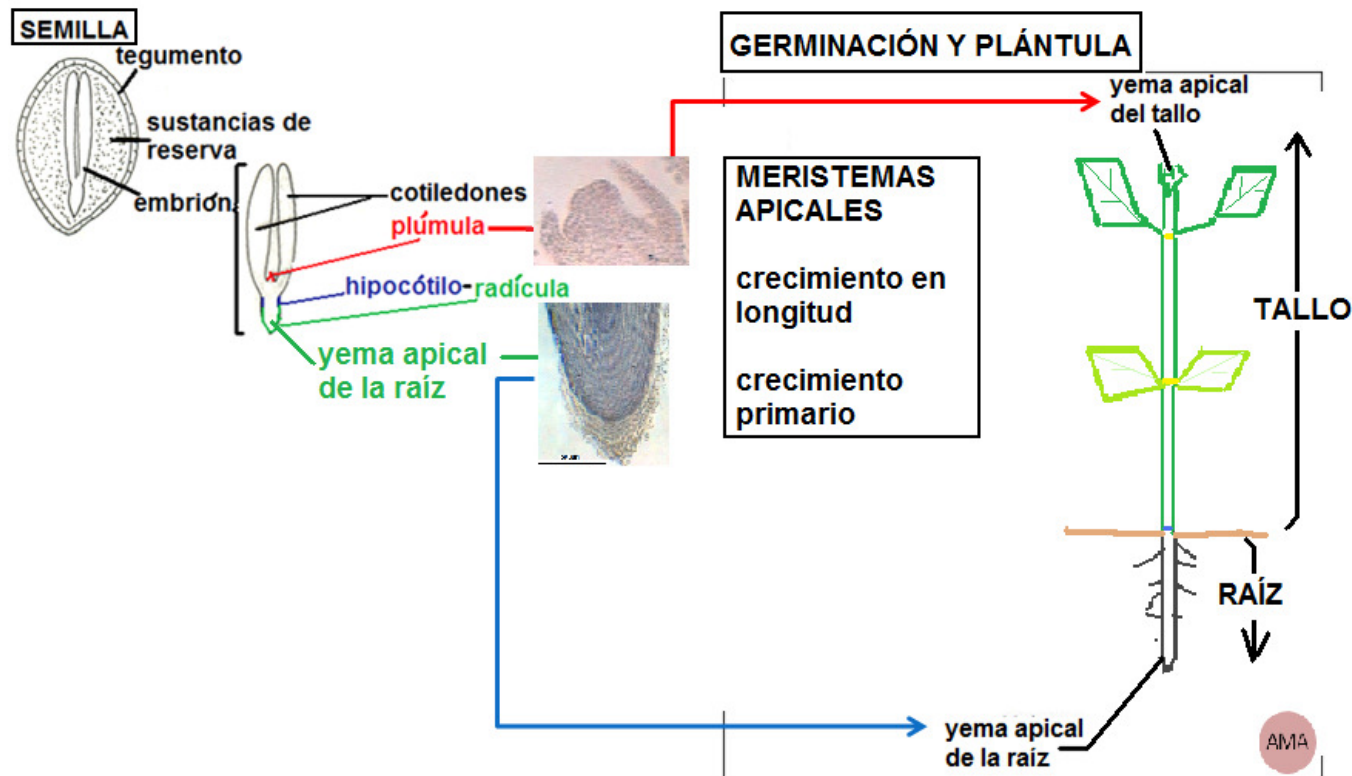 SEMILLA
tegumento
sustancias de
reserva
embrión
cotiledones
plúmula
hipocótilo-radícula
yema apical
de la raíz
GERMINACIÓN Y PLÁNTULA
yema apical
del tallo
MERISTEMAS
APICALES
crecimiento en
longitud
crecimiento
primario
TALLO
RAÍZ
yema apical
de la raíz
AMA